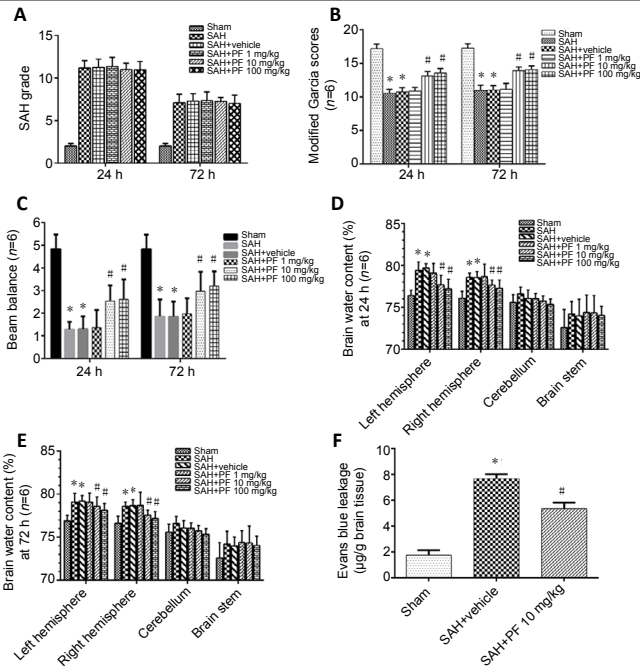 A
SAH grade
15
10
5
0
24 h
72 h
Sham
SAH
SAH+vehicle
SAH+PF 1 mg/kg
SAH+PF 10 mg/kg
SAH+PF 100 mg/kg
B
Modified Garcia scores
(n=6)
20
15
10
5
0
* * # #
* * # #
24 h
72 h
Sham
SAH
SAH+vehicle
SAH+PF 1 mg/kg
SAH+PF 10 mg/kg
SAH+PF 100 mg/kg
C
Beam balance (n=6)
6
5
4
3
2
1
0
* * # #
* * # #
24 h
72 h
Sham
SAH
SAH+vehicle
SAH+PF 1 mg/kg
SAH+PF 10 mg/kg
SAH+PF 100 mg/kg
D
Brain water content (%)
at 24 h (n=6)
85
80
75
70
* * # #
* * # #
Left hemisphere
Right hemisphere
Cerebellum
Brain stem
Sham
SAH
SAH+vehicle
SAH+PF 1 mg/kg
SAH+PF 10 mg/kg
SAH+PF 100 mg/kg
E
Brain water content (%)
at 72 h (n=6)
85
80
75
70
* * # #
* * # #
Left hemisphere
Right hemisphere
Cerebellum
Brain stem
Sham
SAH
SAH+vehicle
SAH+PF 1 mg/kg
SAH+PF 10 mg/kg
SAH+PF 100 mg/kg
F
Evans blue leakage
(μg/g brain tissue)
10
8
6
4
2
0
*
#
Sham
SAH+vehicle
SAH+PF 10 mg/kg